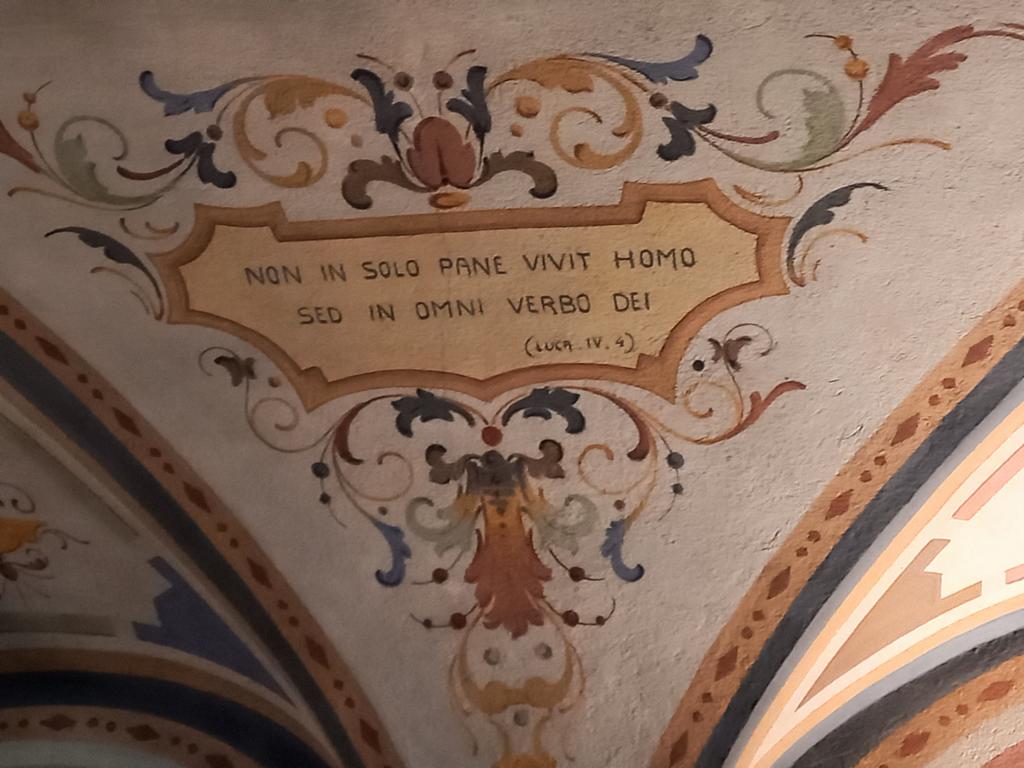 NON IN SOLO PANE VIVIT HOMO
SED IN OMNI VERBO DEI
(LUCA. IV. 4)